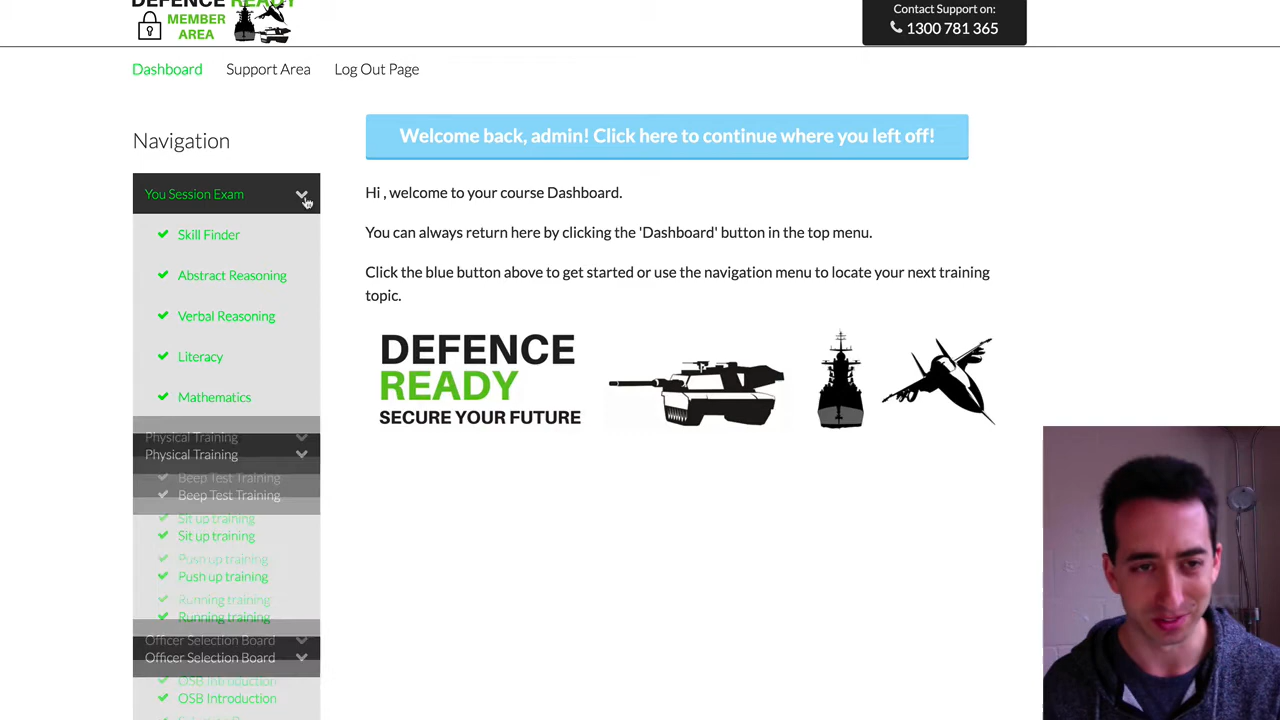 DEFENCE READY
MEMBER
AREA
Contact Support on:
1300 781 365
Dashboard
Support Area
Log Out Page
Navigation
Welcome back, admin! Click here to continue where you left off!
You Session Exam
Hi , welcome to your course Dashboard.
Skill Finder
You can always return here by clicking the 'Dashboard' button in the top menu.
Abstract Reasoning
Click the blue button above to get started or use the navigation menu to locate your next training
topic.
Verbal Reasoning
Literacy
Mathematics
DEFENCE
READY
SECURE YOUR FUTURE
Physical Training
Physical Training
Beep Test Training
Beep Test Training
Sit up training
Sit up training
Push up training
Push up training
Running training
Running training
Officer Selection Board
Officer Selection Board
OSB Introduction
OSB Introduction